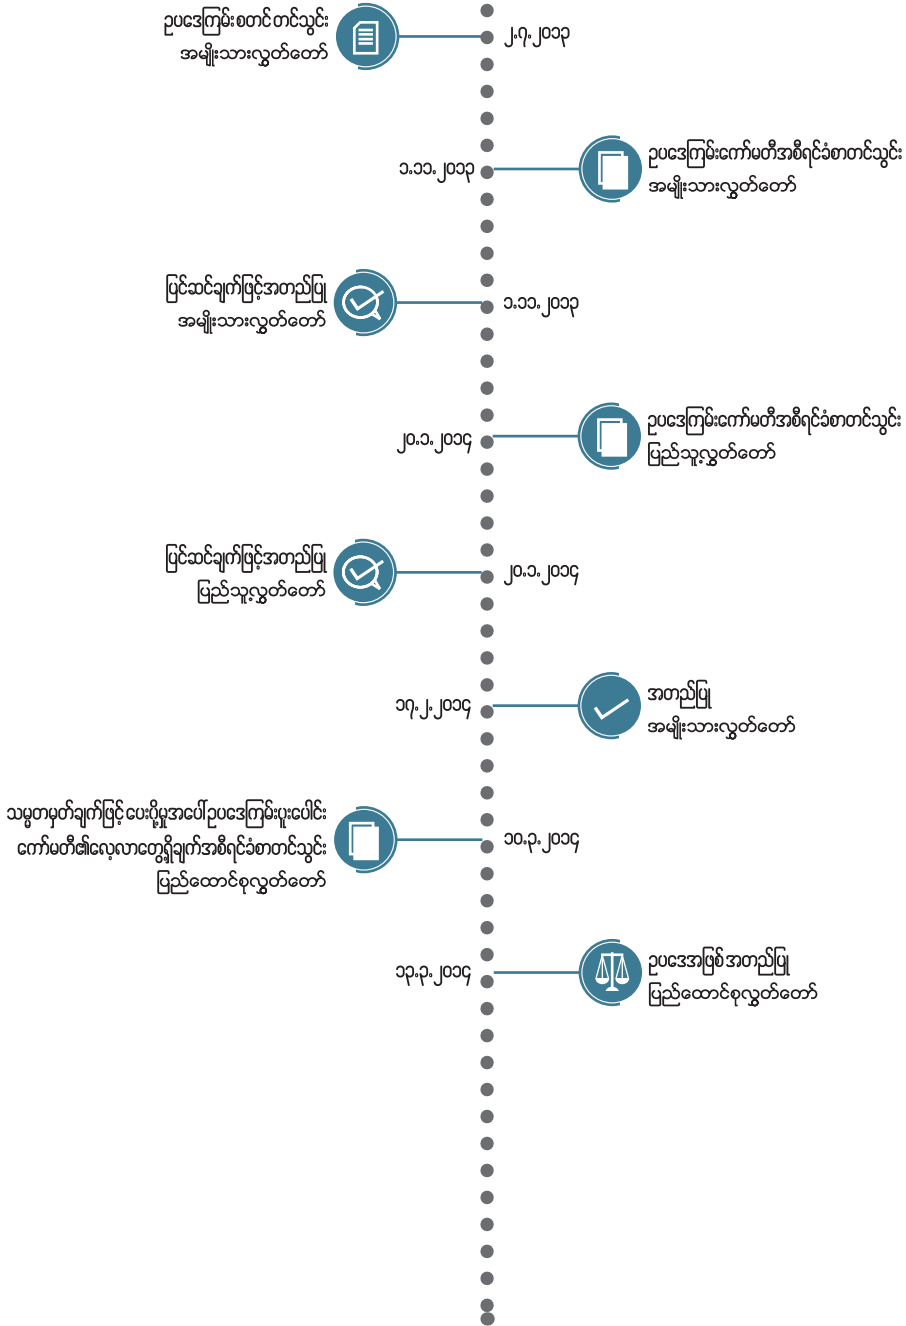 ဥပဒေကြမ်းစတင်တင်သွင်း
အမျိုးသားလွှတ်တော်
၂.၇.၂၀၁၃
၁.၁၁.၂၀၁၃
ဥပဒေကြမ်းကော်မတီအစီရင်ခံစာတင်သွင်း
အမျိုးသားလွှတ်တော်
ပြင်ဆင်ချက်ဖြင့်အတည်ပြု
အမျိုးသားလွှတ်တော်
၁.၁၁.၂၀၁၃
၂၀.၁.၂၀၁၄
ဥပဒေကြမ်းကော်မတီအစီရင်ခံစာတင်သွင်း
ပြည်သူ့လွှတ်တော်
ပြင်ဆင်ချက်ဖြင့်အတည်ပြု
ပြည်သူ့လွှတ်တော်
၂၀.၁.၂၀၁၄
၁၇.၂.၂၀၁၄
အတည်ပြု
အမျိုးသားလွှတ်တော်
သမ္မတမှတ်ချက်ဖြင့် ပေးပို့မှုအပေါ် ဥပဒေကြမ်းပူးပေါင်း
ကော်မတီ၏လေ့လာတွေ့ရှိချက်အစီရင်ခံစာတင်သွင်း
ပြည်ထောင်စုလွှတ်တော်
၁၀.၃.၂၀၁၄
၁၃.၃.၂၀၁၄
ဥပဒေအဖြစ် အတည်ပြု
ပြည်ထောင်စုလွှတ်တော်